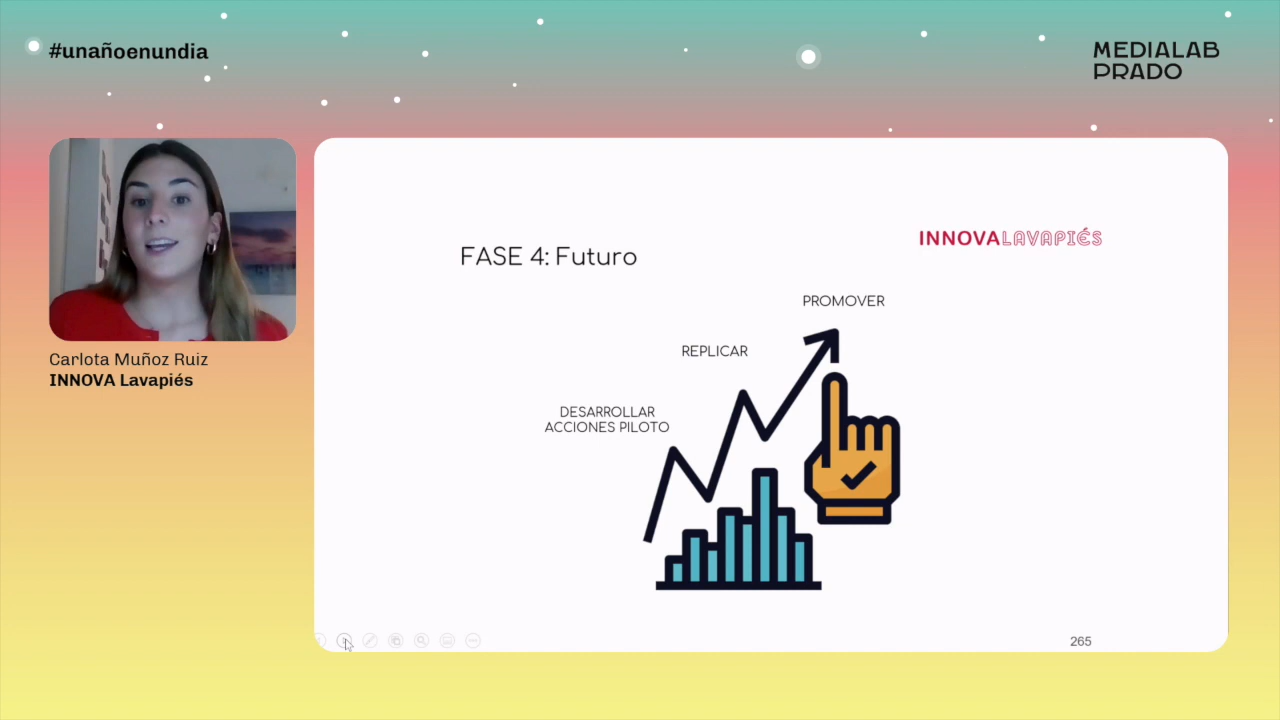 #unañoenundia
MEDIALAB
PRADO
Carlota Muñoz Ruiz
INNOVA Lavapiés
INNOVALAVAPIÉS
FASE 4: Futuro
PROMOVER
REPLICAR
DESARROLLAR
ACCIONES PILOTO
265